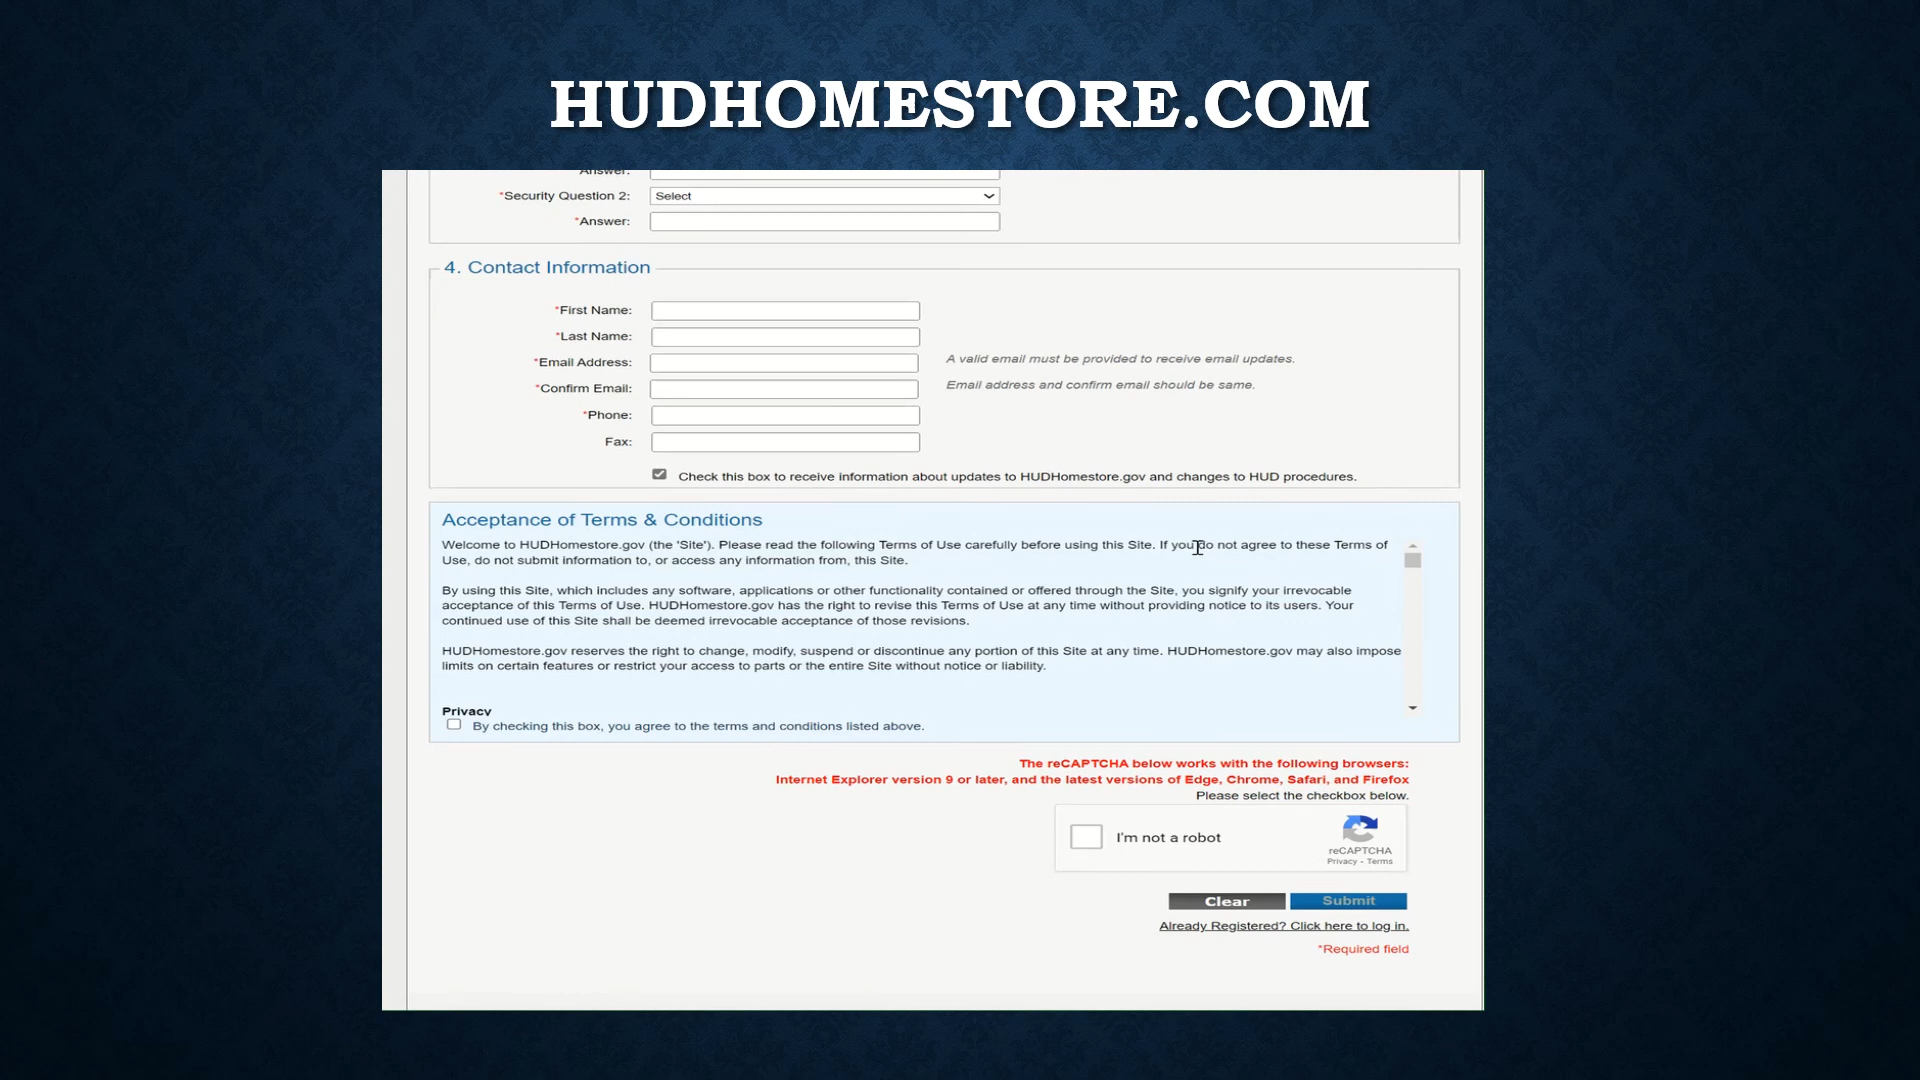 HUDHOMESTORE.COM
Answer:
*Security Question 2: Select
*Answer:
4. Contact Information
*First Name:
*Last Name:
*Email Address: A valid email must be provided to receive email updates.
*Confirm Email: Email address and confirm email should be same.
*Phone:
Fax:
Check this box to receive information about updates to HUDHomestore.gov and changes to HUD procedures.
Acceptance of Terms & Conditions
Welcome to HUDHomestore.gov (the 'Site'). Please read the following Terms of Use carefully before using this Site. If you do not agree to these Terms of
Use, do not submit information to, or access any information from, this Site.
By using this Site, which includes any software, applications or other functionality contained or offered through the Site, you signify your irrevocable
acceptance of this Terms of Use. HUDHomestore.gov has the right to revise this Terms of Use at any time without providing notice to its users. Your
continued use of this Site shall be deemed irrevocable acceptance of those revisions.
HUDHomestore.gov reserves the right to change, modify, suspend or discontinue any portion of this Site at any time. HUDHomestore.gov may also impose
limits on certain features or restrict your access to parts or the entire Site without notice or liability.
Privacy
By checking this box, you agree to the terms and conditions listed above.
The reCAPTCHA below works with the following browsers:
Internet Explorer version 9 or later, and the latest versions of Edge, Chrome, Safari, and Firefox
Please select the checkbox below.
I'm not a robot
reCAPTCHA
Privacy - Terms
Clear Submit
Already Registered? Click here to log in.
*Required field